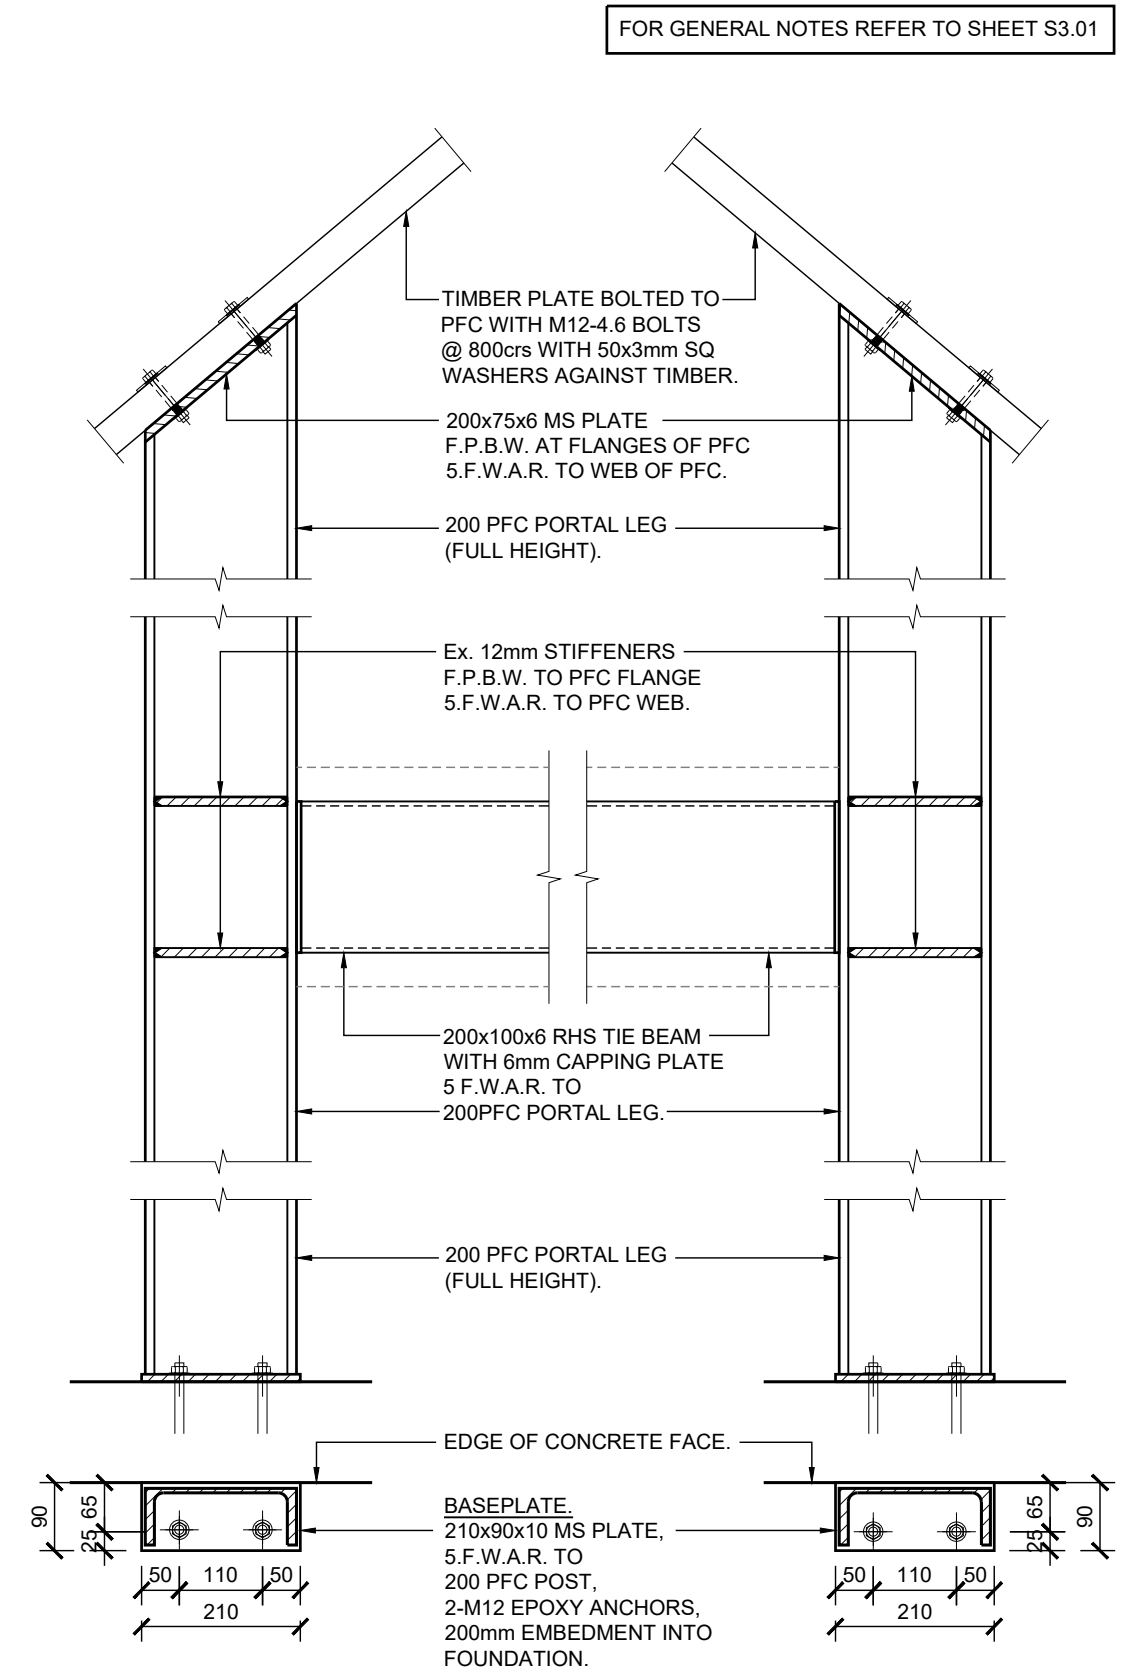 FOR GENERAL NOTES REFER TO SHEET S3.01
TIMBER PLATE BOLTED TO
PFC WITH M12-4.6 BOLTS
@ 800crs WITH 50x3mm SQ
WASHERS AGAINST TIMBER.
200x75x6 MS PLATE
F.P.B.W. AT FLANGES OF PFC
5.F.W.A.R. TO WEB OF PFC.
200 PFC PORTAL LEG
(FULL HEIGHT).
Ex. 12mm STIFFENERS
F.P.B.W. TO PFC FLANGE
5.F.W.A.R. TO PFC WEB.
200x100x6 RHS TIE BEAM
WITH 6mm CAPPING PLATE
5 F.W.A.R. TO
200PFC PORTAL LEG.
200 PFC PORTAL LEG
(FULL HEIGHT).
EDGE OF CONCRETE FACE.
BASEPLATE.
210x90x10 MS PLATE,
5.F.W.A.R. TO
200 PFC POST,
2-M12 EPOXY ANCHORS,
200mm EMBEDMENT INTO
FOUNDATION.
90
65
25
50 110 50
210
65
25
90
50 110 50
210